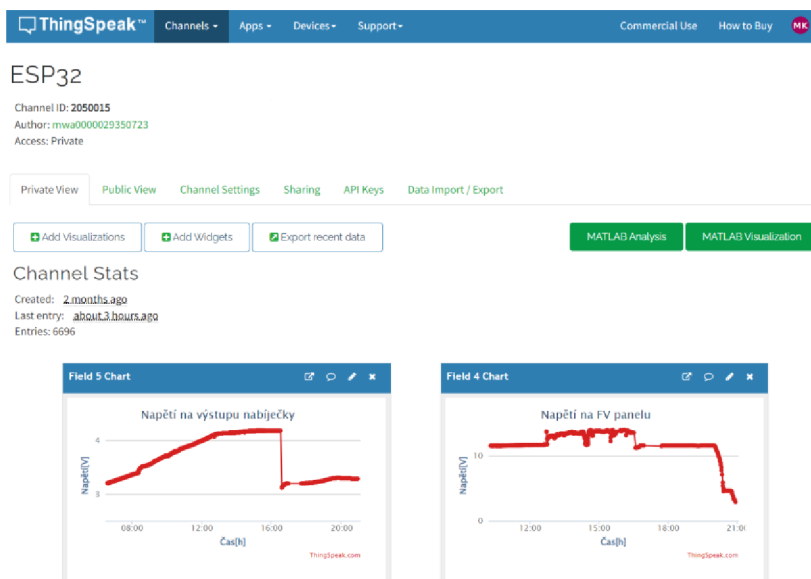 ThingSpeak™ Channels Apps Devices Support Commercial Use How to Buy MK
ESP32
Channel ID: 2050015
Author: mwa0000029350723
Access: Private
Private View Public View Channel Settings Sharing API Keys Data Import / Export
Add Visualizations Add Widgets Export recent data MATLAB Analysis MATLAB Visualization
Channel Stats
Created: 2 months ago
Last entry: about 3 hours ago
Entries: 6696
Field 5 Chart
Napětí na výstupu nabíječky
Napětí[V]
4
3
08:00 12:00 16:00 20:00
Čas[h]
ThingSpeak.com
Field 4 Chart
Napětí na FV panelu
Napětí[V]
10
0
12:00 15:00 18:00 21:0
Čas[h]
ThingSpeak.com